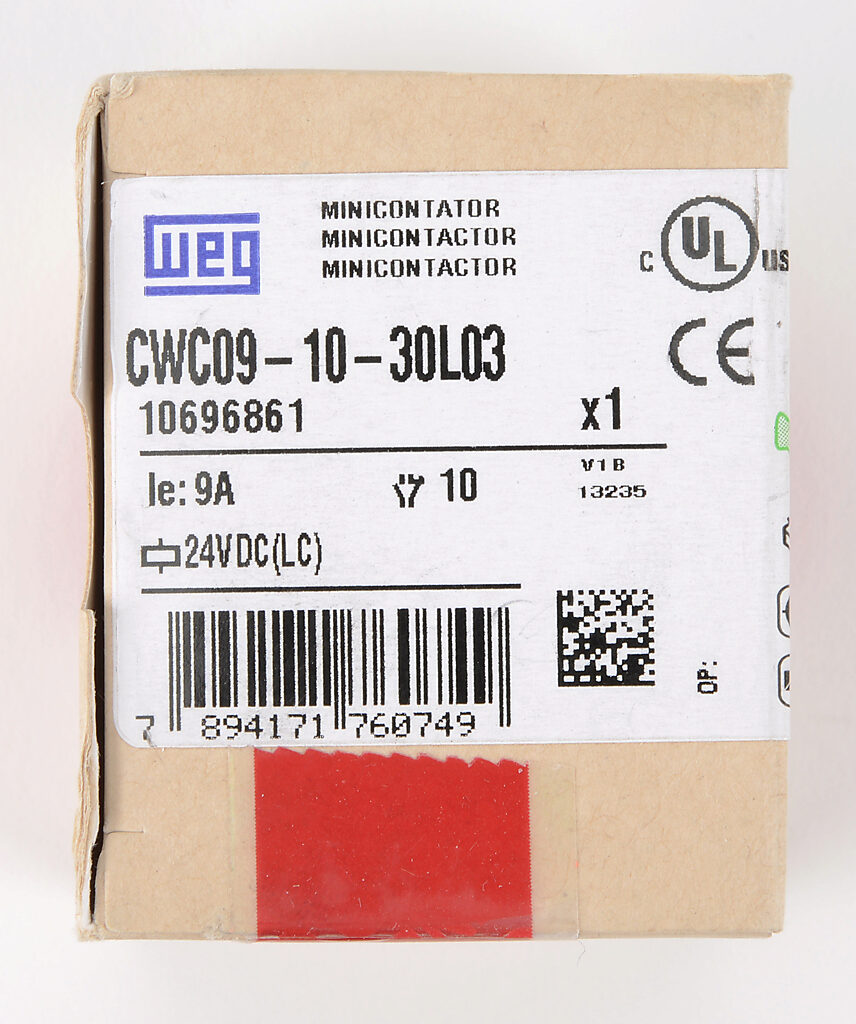 weg
MINICONTATOR
MINICONTACTOR
MINICONTACTOR
C UL US
CE
CWC09-10-30L03
10696861
x1
Ie: 9A
10
V1B
13235
24VDC(LC)
OP:
7 894171 760749